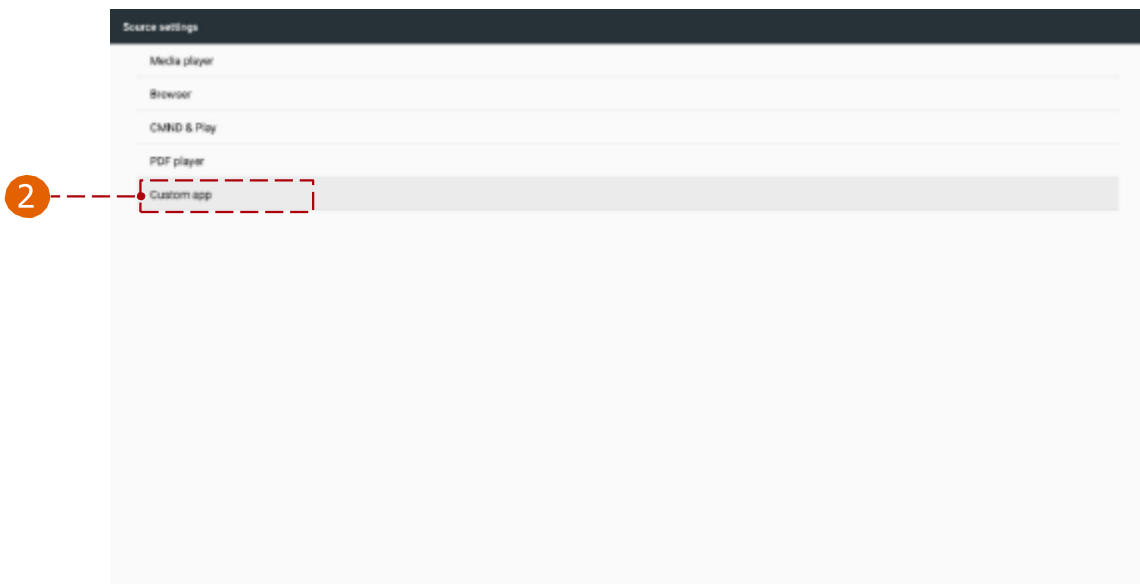 Source settings
Media player
Browser
CMND & Play
PDF player
2
Custom app